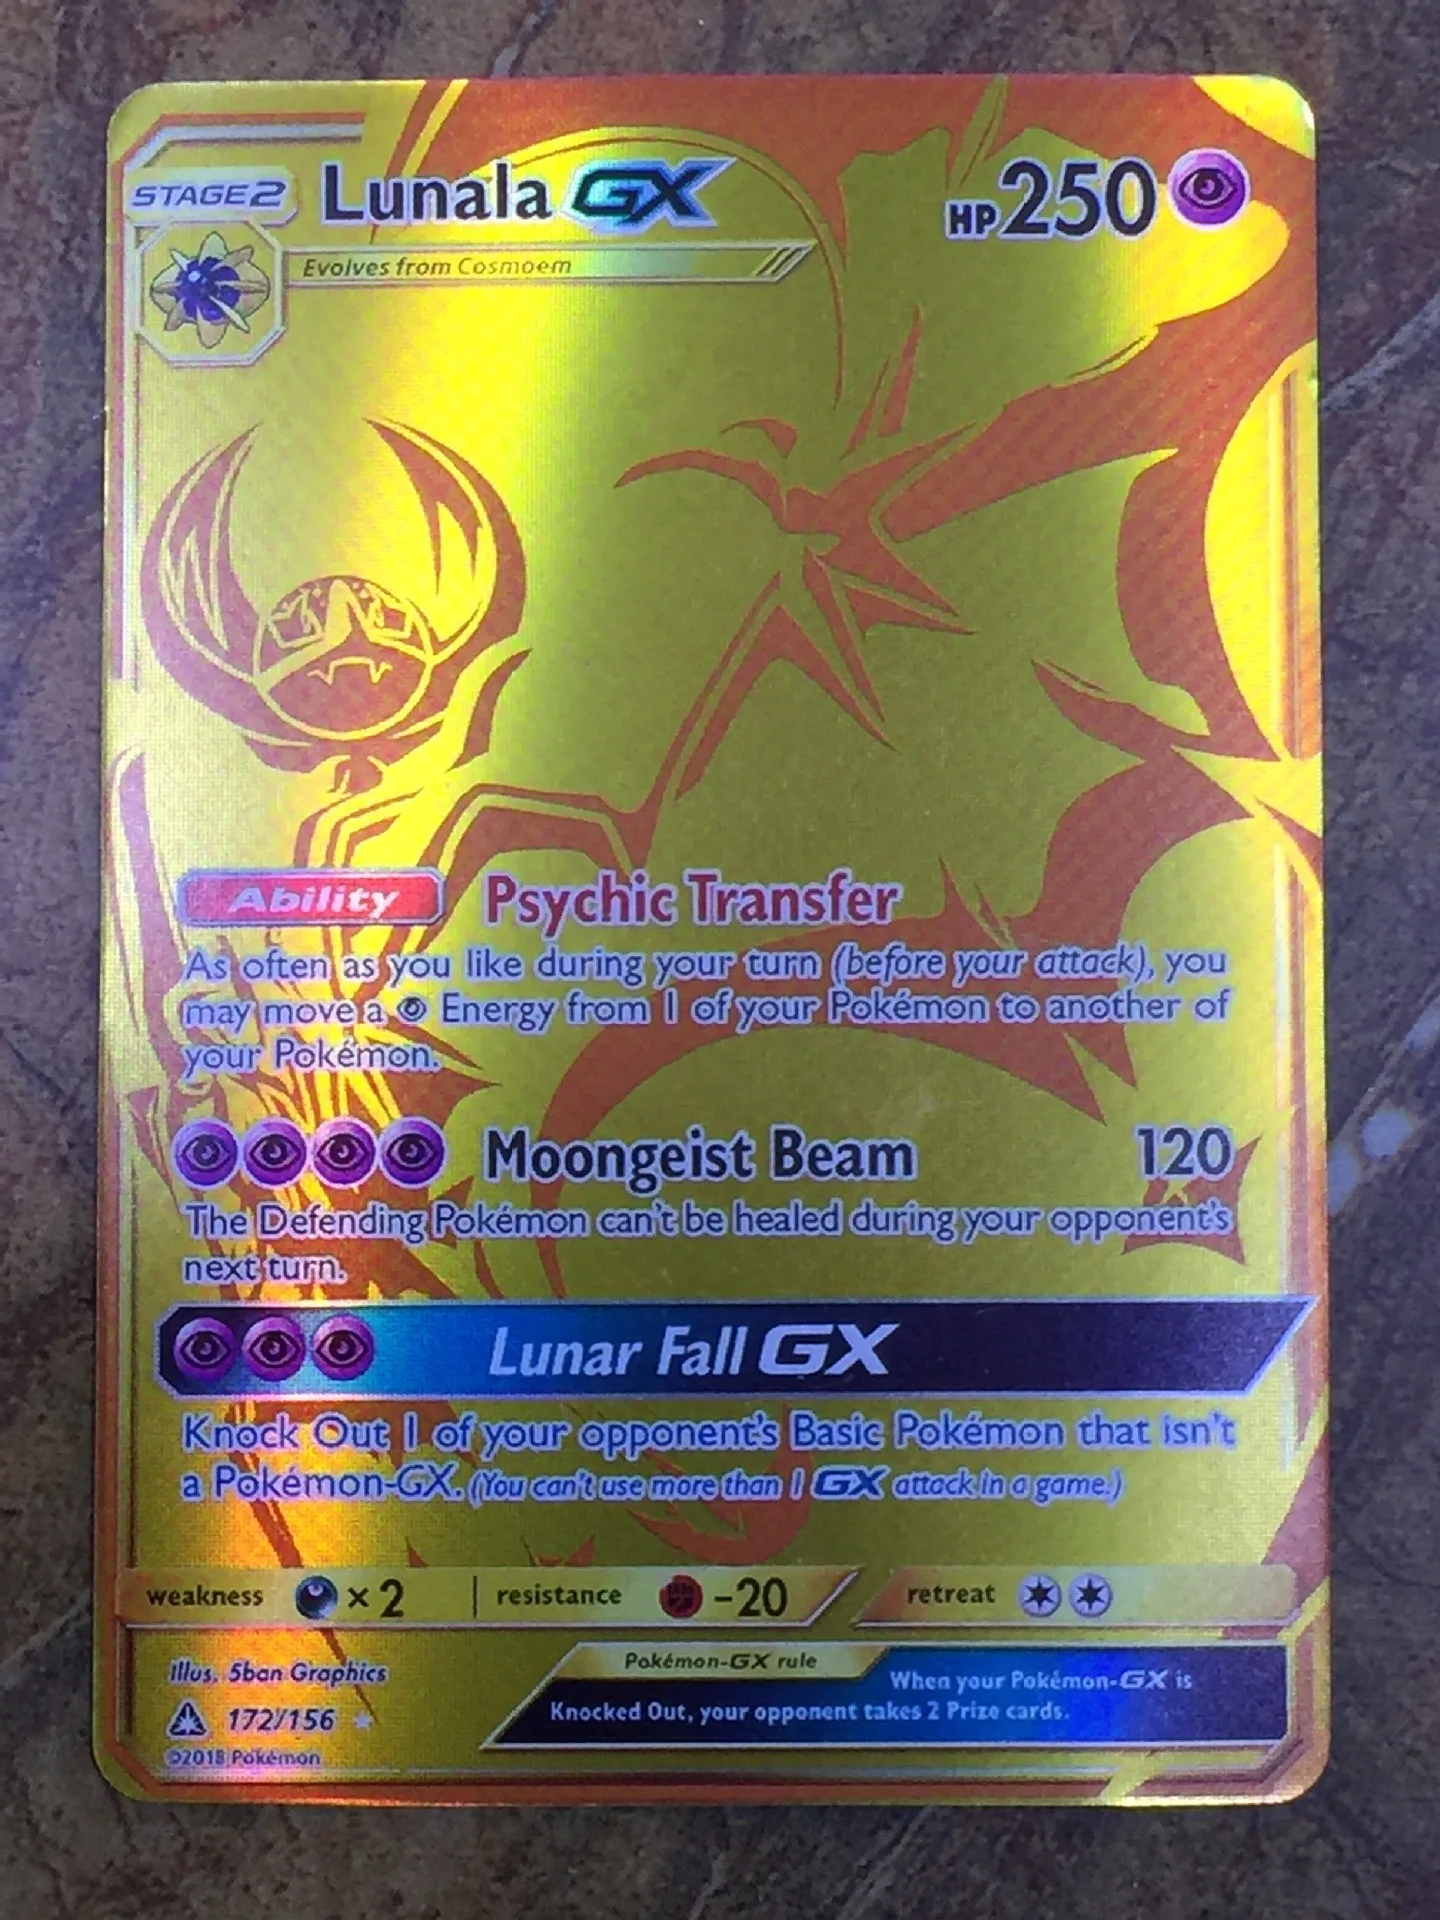 STAGE2 Lunala GX HP250
Evolves from Cosmoem
Ability Psychic Transfer
As often as you like during your turn (before your attack), you
may move a Energy from 1 of your Pokémon to another of
your Pokémon.
Moongeist Beam 120
The Defending Pokémon can't be healed during your opponent's
next turn.
Lunar Fall GX
Knock Out 1 of your opponent's Basic Pokémon that isn't
a Pokémon-GX. (You can't use more than 1 GX attack in a game.)
weakness ×2 resistance -20 retreat
Illus. 5ban Graphics
Pokémon-GX rule
When your Pokémon-GX is
Knocked Out, your opponent takes 2 Prize cards.
172/156
©2018 Pokémon